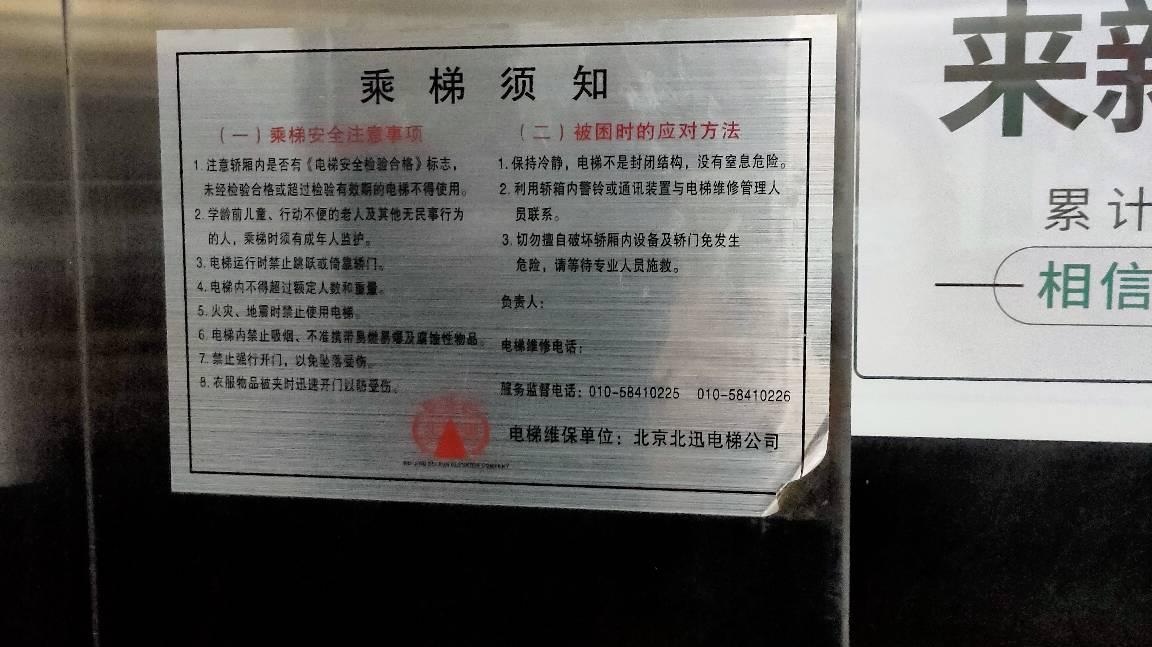 乘梯须知
（一）乘梯安全注意事项
1. 注意轿厢内是否有《电梯安全检验合格》标志，
未经检验合格或超过检验有效期的电梯不得使用。
2. 学龄前儿童、行动不便的老人及其他无民事行为
的人，乘梯时须有成年人监护。
3. 电梯运行时禁止跳跃或倚靠轿门。
4. 电梯内不得超过额定人数和重量。
5. 火灾、地震时禁止使用电梯。
6. 电梯内禁止吸烟、不准携带易燃易爆及腐蚀性物品。
7. 禁止强行开门，以免坠落受伤。
8. 衣服物品被夹时迅速开门以防受伤。
（二）被困时的应对方法
1. 保持冷静，电梯不是封闭结构，没有窒息危险。
2. 利用轿箱内警铃或通讯装置与电梯维修管理人
员联系。
3. 切勿擅自破坏轿厢内设备及轿门免发生
危险，请等待专业人员施救。
负责人：
电梯维修电话：
服务监督电话：010-58410225 010-58410226
电梯维保单位：北京北迅电梯公司
来新
累计
相信